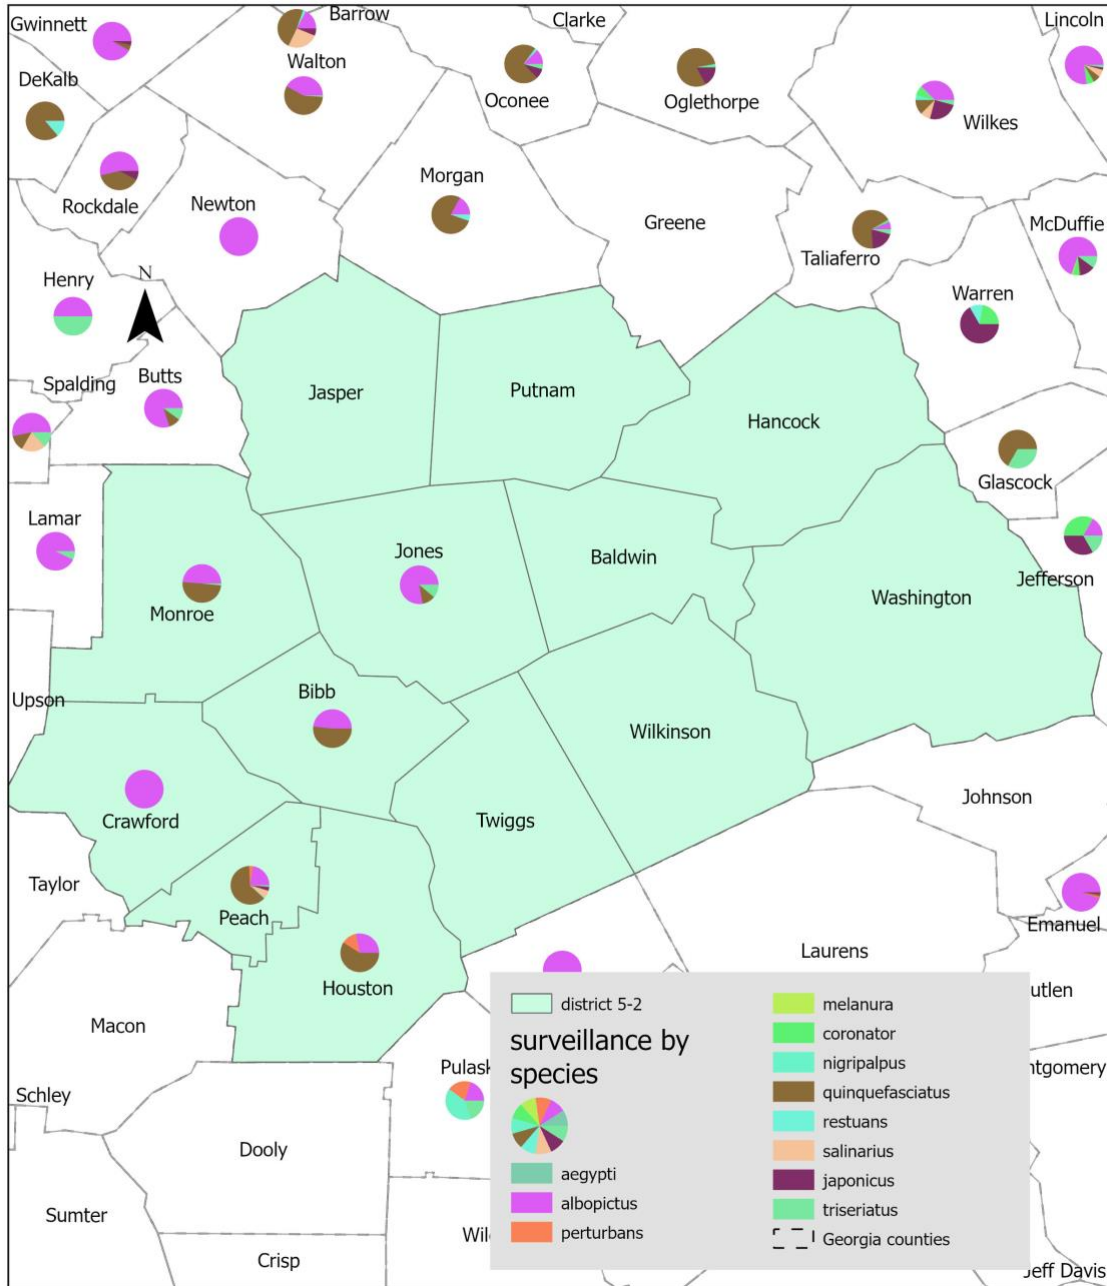 Gwinnett
Barrow
Clarke
Lincoln
Walton
DeKalb
Oconee
Oglethorpe
Wilkes
Rockdale
Newton
Morgan
Greene
Taliaferro
McDuffie
Henry
N
Warren
Spalding
Butts
Jasper
Putnam
Hancock
Glascock
Lamar
Jones
Baldwin
Jefferson
Monroe
Washington
Upson
Bibb
Wilkinson
Crawford
Twiggs
Johnson
Taylor
Peach
Emanuel
Houston
Laurens
utlen
Macon
Pulask
ntgomery
Schley
Dooly
Sumter
Wil
Crisp
Jeff Davis
district 5-2
surveillance by
species
aegypti
albopictus
perturbans
melanura
coronator
nigripalpus
quinquefasciatus
restuans
salinarius
japonicus
triseriatus
Georgia counties